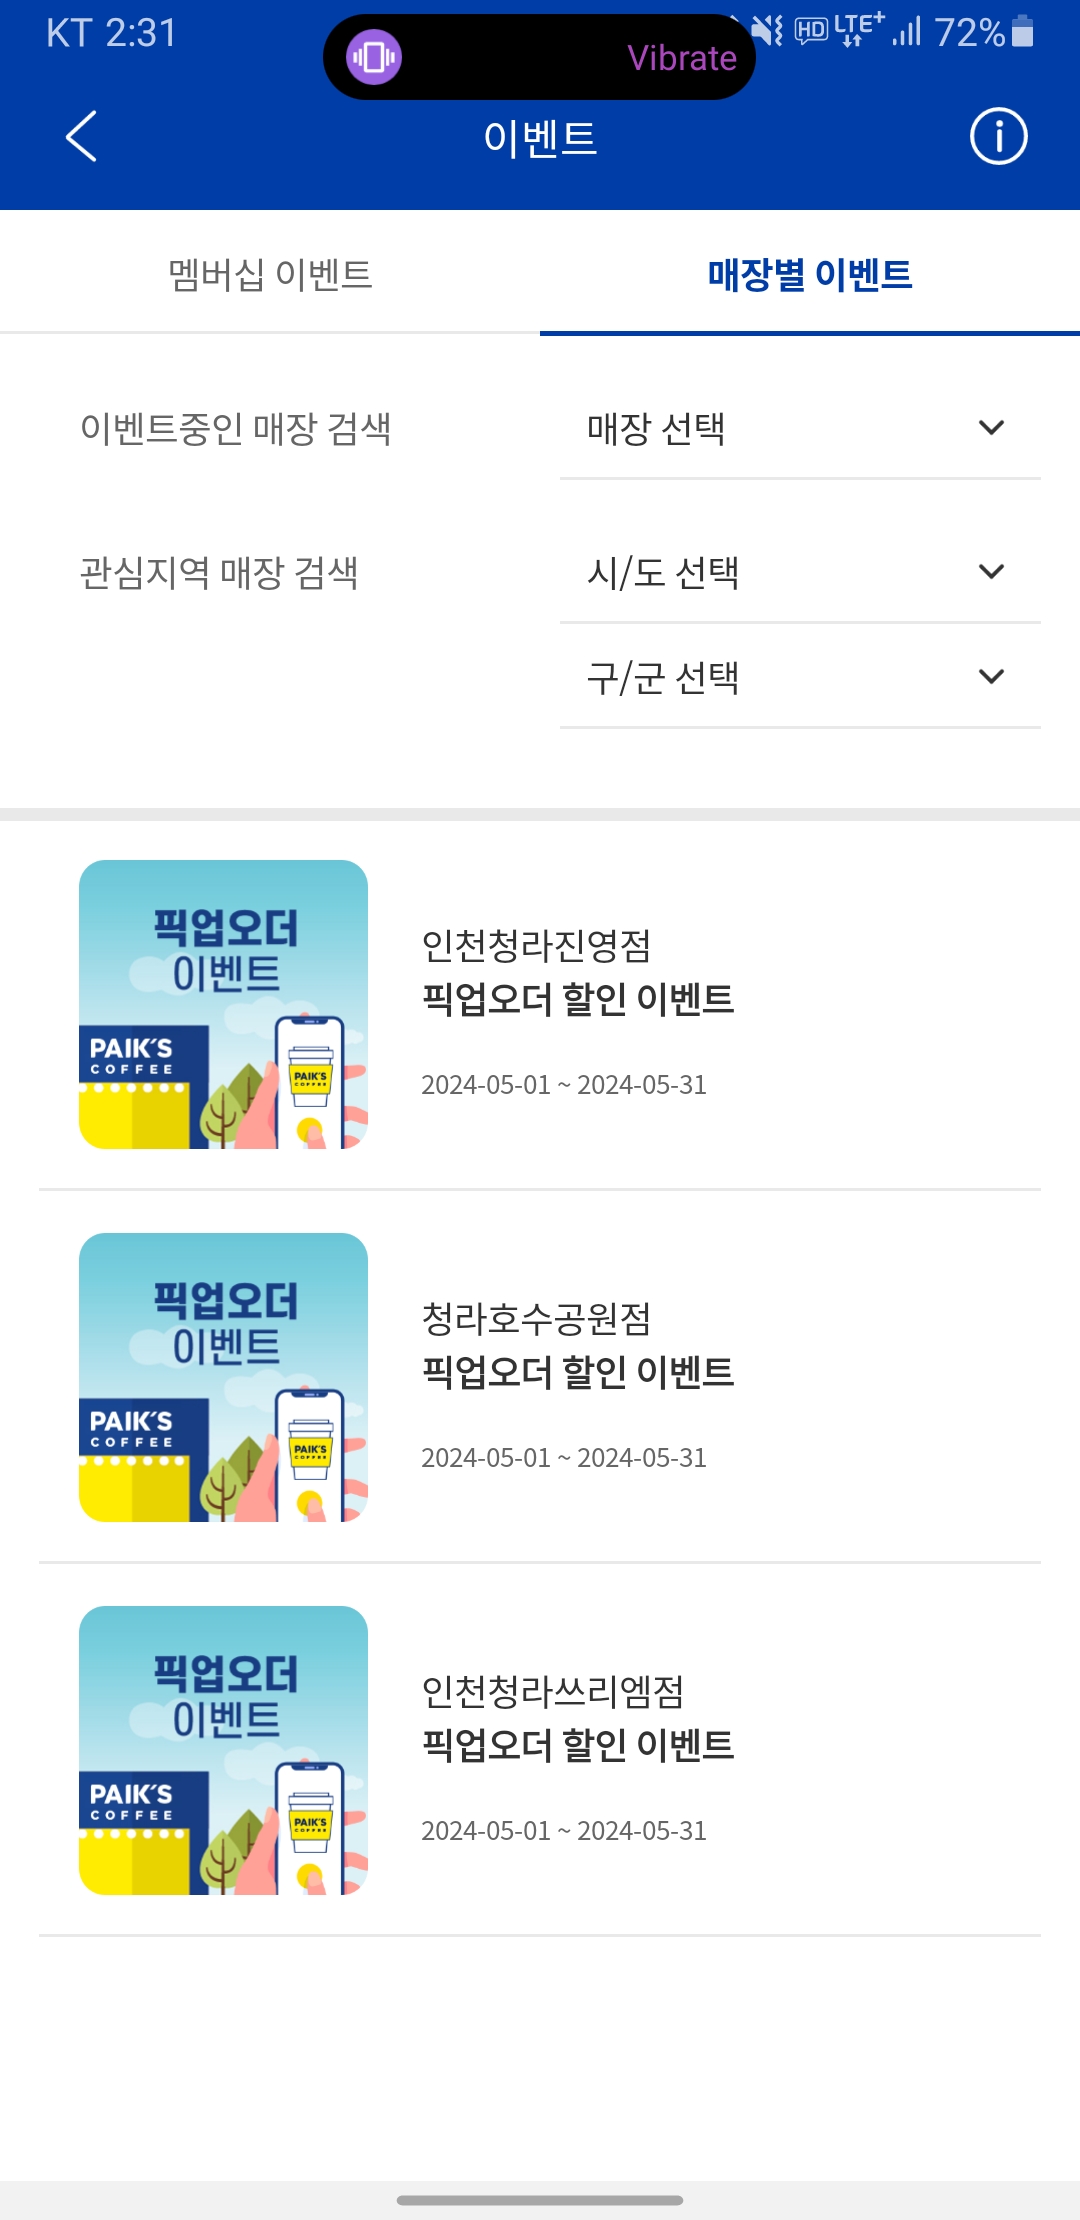 KT 2:31
Vibrate
HD LTE+ 72%
이벤트
멤버십 이벤트
매장별 이벤트
이벤트중인 매장 검색
매장 선택
관심지역 매장 검색
시/도 선택
구/군 선택
픽업오더
이벤트
PAIK'S
COFFEE
PAIK'S
COFFEE
인천청라진영점
픽업오더 할인 이벤트
2024-05-01 ~ 2024-05-31
픽업오더
이벤트
PAIK'S
COFFEE
PAIK'S
COFFEE
청라호수공원점
픽업오더 할인 이벤트
2024-05-01 ~ 2024-05-31
픽업오더
이벤트
PAIK'S
COFFEE
PAIK'S
COFFEE
인천청라쓰리엠점
픽업오더 할인 이벤트
2024-05-01 ~ 2024-05-31